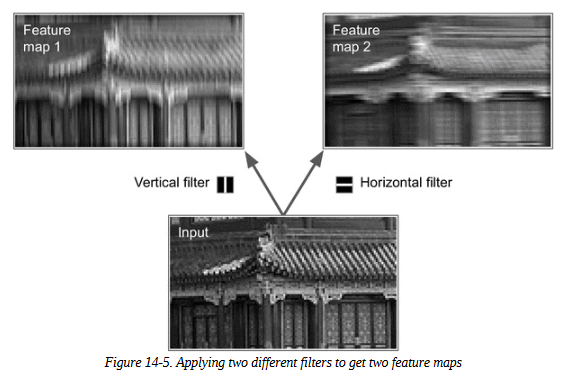 Feature
map 1
Feature
map 2
Vertical filter
Horizontal filter
Input
Figure 14-5. Applying two different filters to get two feature maps